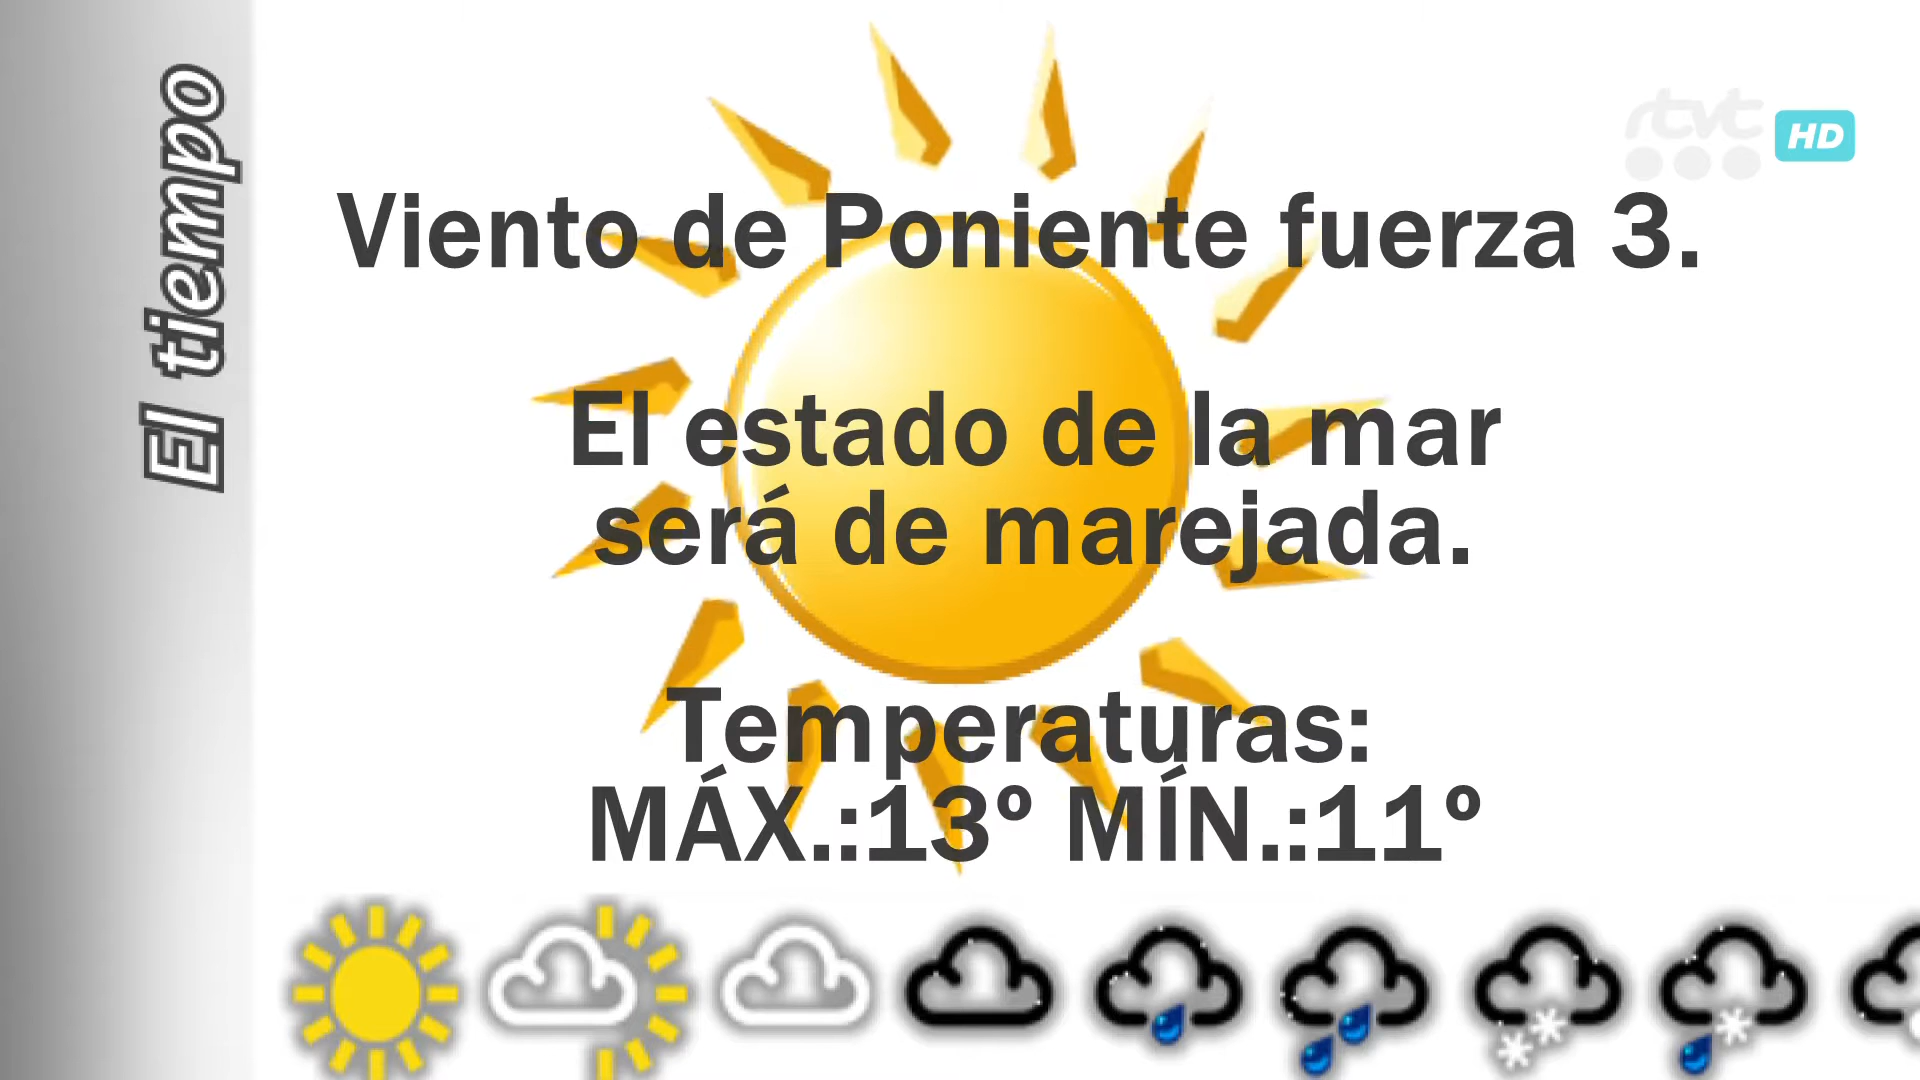 El tiempo
rtvt
HD
Viento de Poniente fuerza 3.
El estado de la mar
será de marejada.
Temperaturas:
MÁX.:13º MÍN.:11º